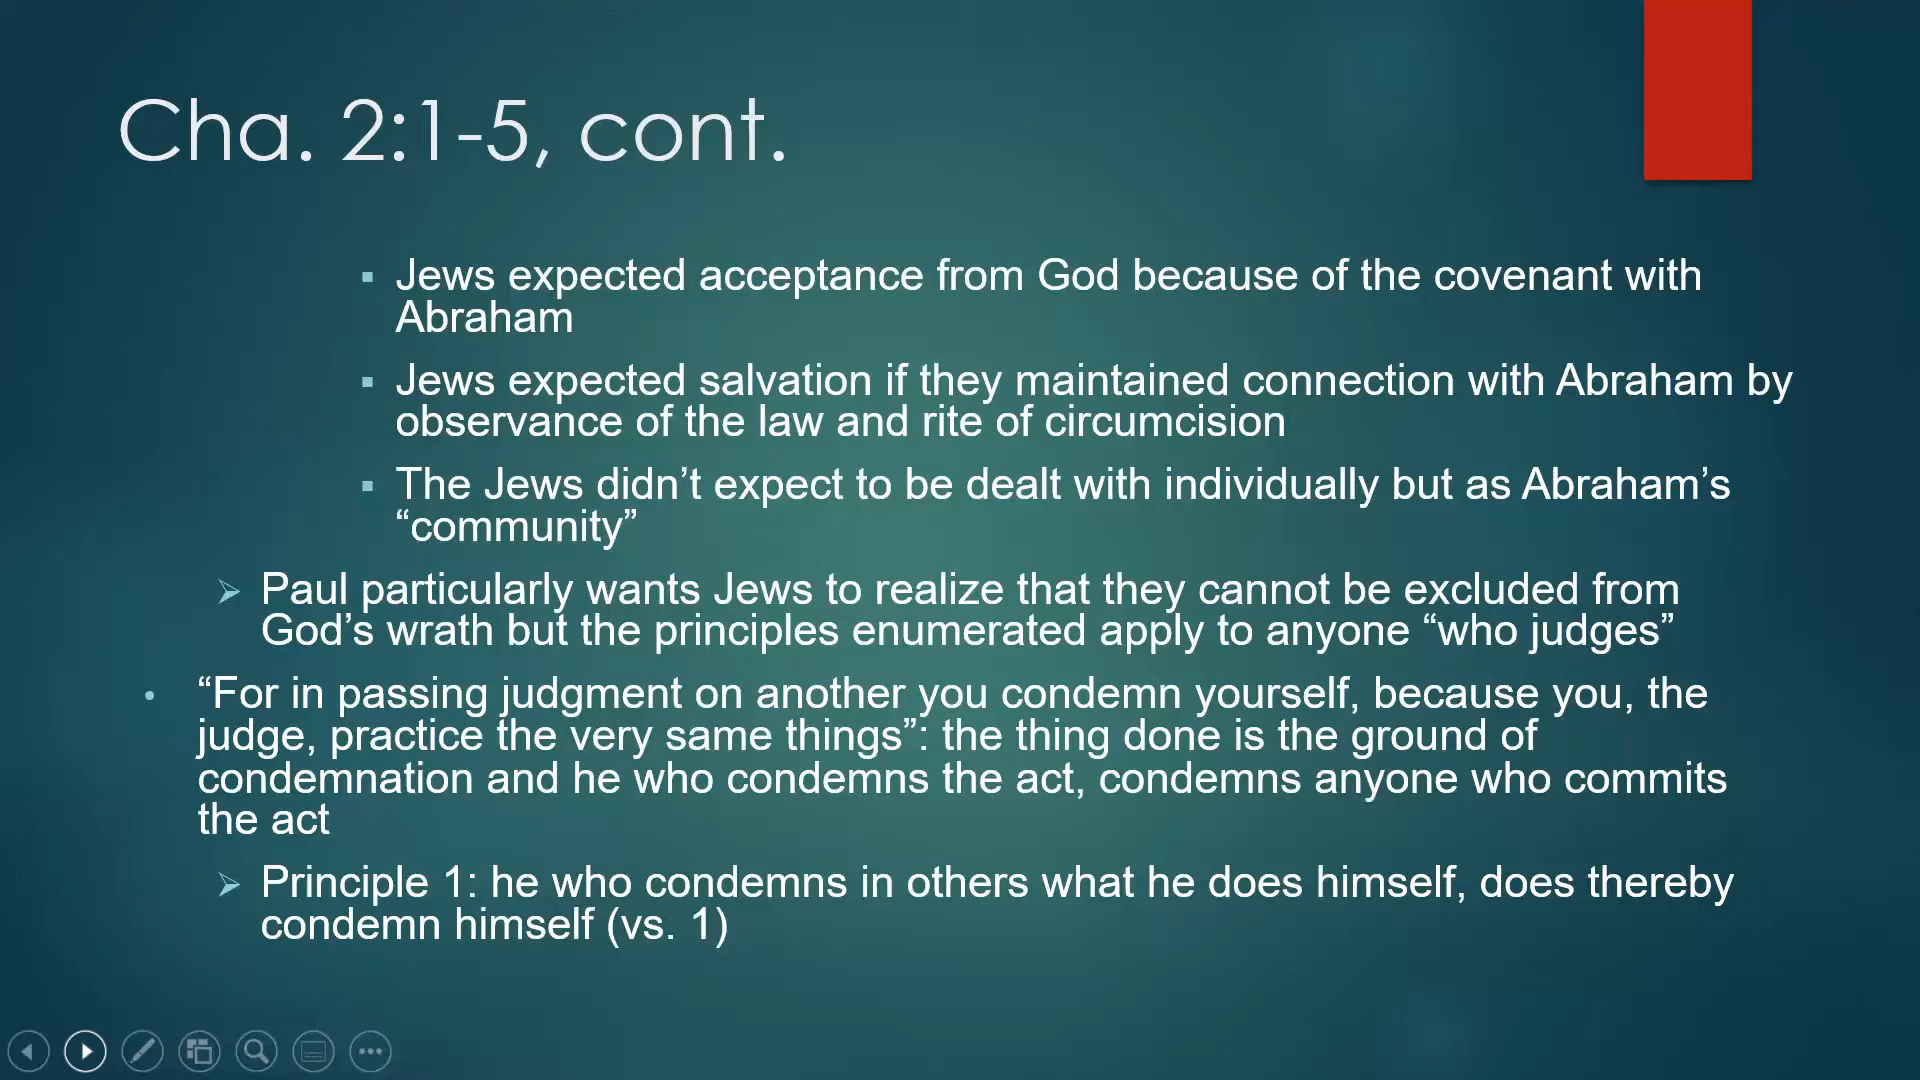 Cha. 2:1-5, cont.
▪ Jews expected acceptance from God because of the covenant with
Abraham
▪ Jews expected salvation if they maintained connection with Abraham by
observance of the law and rite of circumcision
▪ The Jews didn’t expect to be dealt with individually but as Abraham’s
“community”
➢ Paul particularly wants Jews to realize that they cannot be excluded from
God’s wrath but the principles enumerated apply to anyone “who judges”
• “For in passing judgment on another you condemn yourself, because you, the
judge, practice the very same things”: the thing done is the ground of
condemnation and he who condemns the act, condemns anyone who commits
the act
➢ Principle 1: he who condemns in others what he does himself, does thereby
condemn himself (vs. 1)